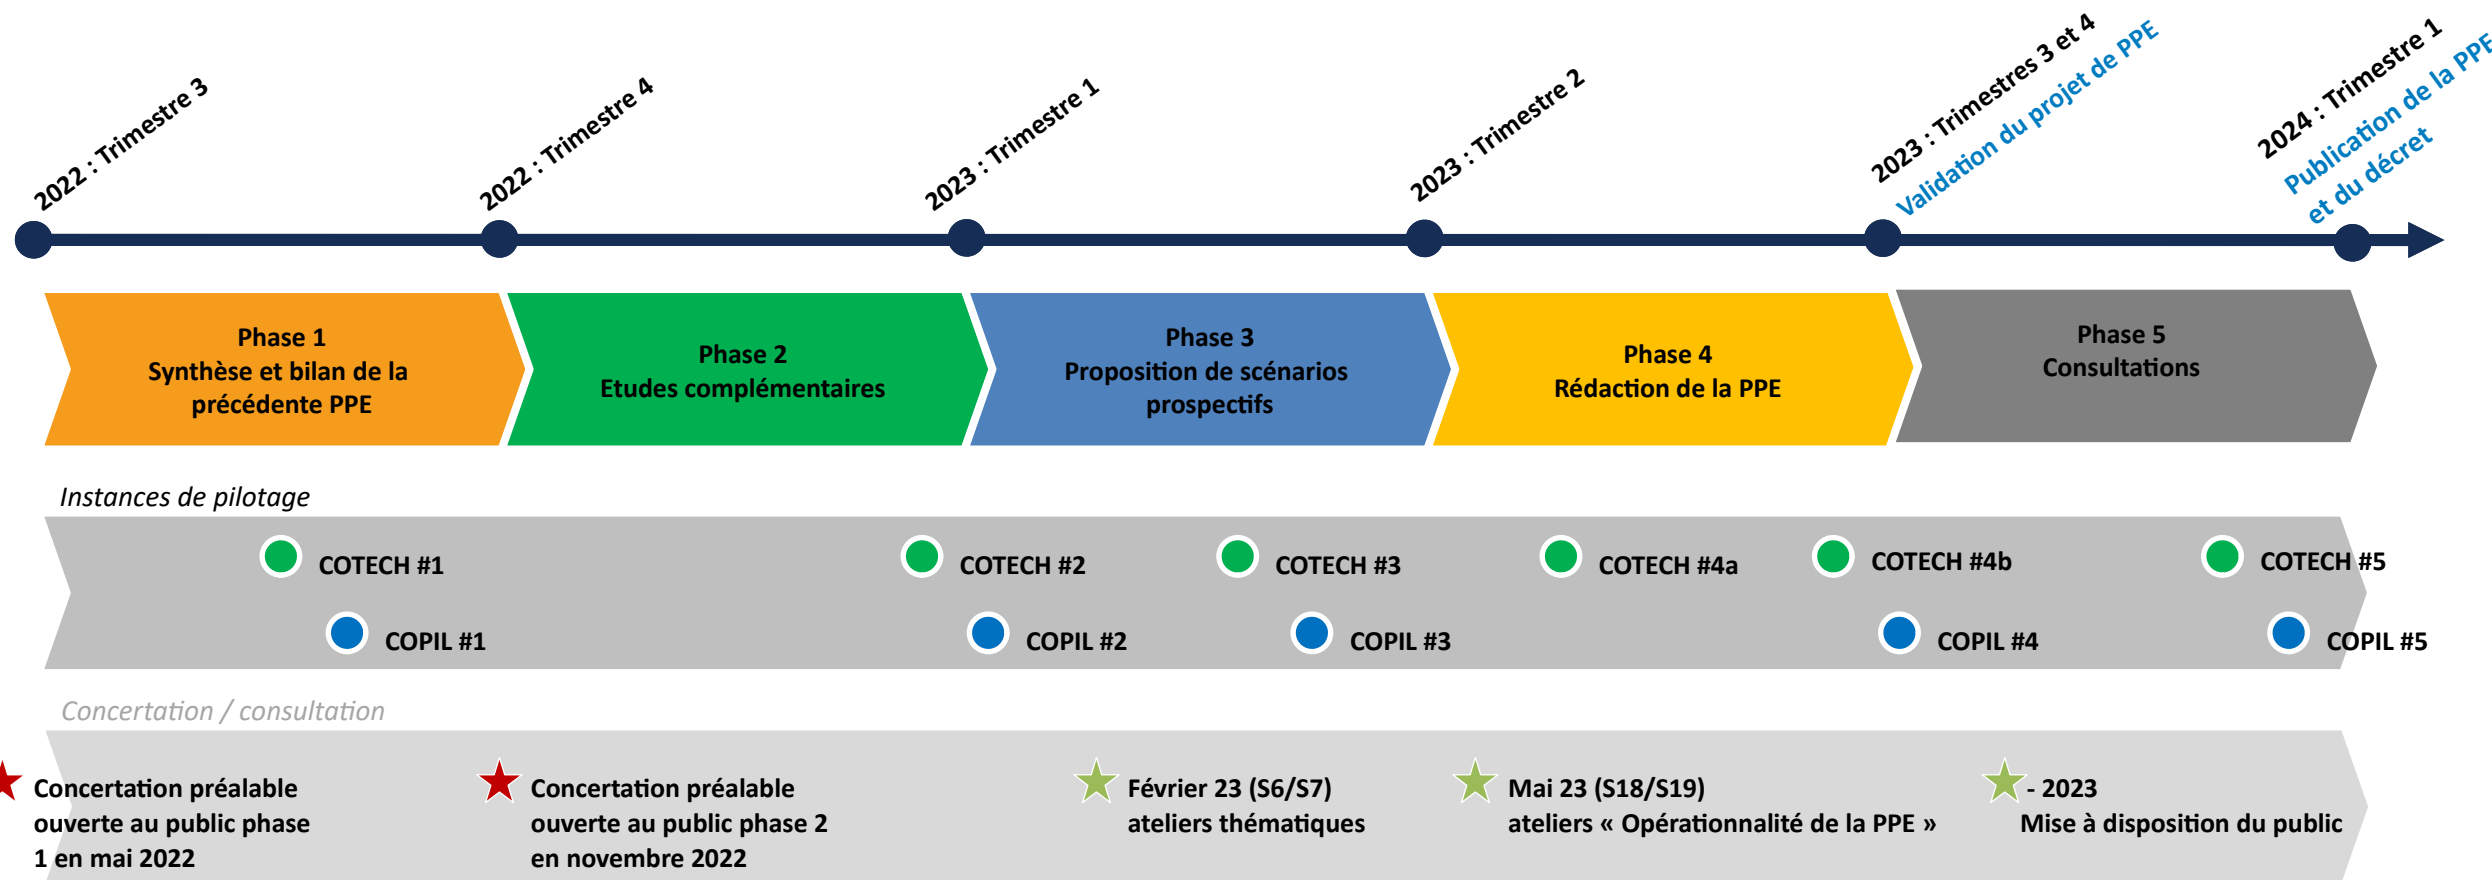 2022 : Trimestre 3
2022 : Trimestre 4
2023 : Trimestre 1
2023 : Trimestre 2
2023 : Trimestres 3 et 4
Validation du projet de PPE
2024 : Trimestre 1
Publication de la PPE
et du décret
Phase 1
Synthèse et bilan de la
précédente PPE
Phase 2
Etudes complémentaires
Phase 3
Proposition de scénarios
prospectifs
Phase 4
Rédaction de la PPE
Phase 5
Consultations
Instances de pilotage
COTECH #1
COTECH #2
COTECH #3
COTECH #4a
COTECH #4b
COTECH #5
COPIL #1
COPIL #2
COPIL #3
COPIL #4
COPIL #5
Concertation / consultation
Concertation préalable
ouverte au public phase
1 en mai 2022
Concertation préalable
ouverte au public phase 2
en novembre 2022
Février 23 (S6/S7)
ateliers thématiques
Mai 23 (S18/S19)
ateliers « Opérationnalité de la PPE »
- 2023
Mise à disposition du public